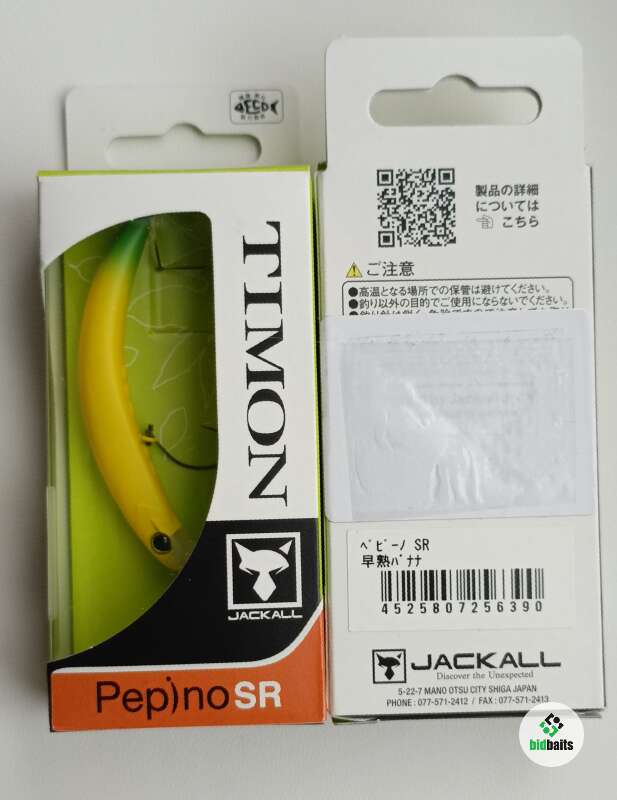 ECO
TIMON
JACKALL
Pepino SR
製品の詳細
については
こちら
ご注意
●高温となる場所での保管は避けてください。
●釣り以外の目的でご使用にならないでください。
ﾍﾟﾋﾟｰﾉ SR
早熟ﾊﾞﾅﾅ
4525807256390
JACKALL
Discover the Unexpected
5-22-7 MANO OTSU CITY SHIGA JAPAN
PHONE : 077-571-2412 / FAX : 077-571-2413
bidbaits